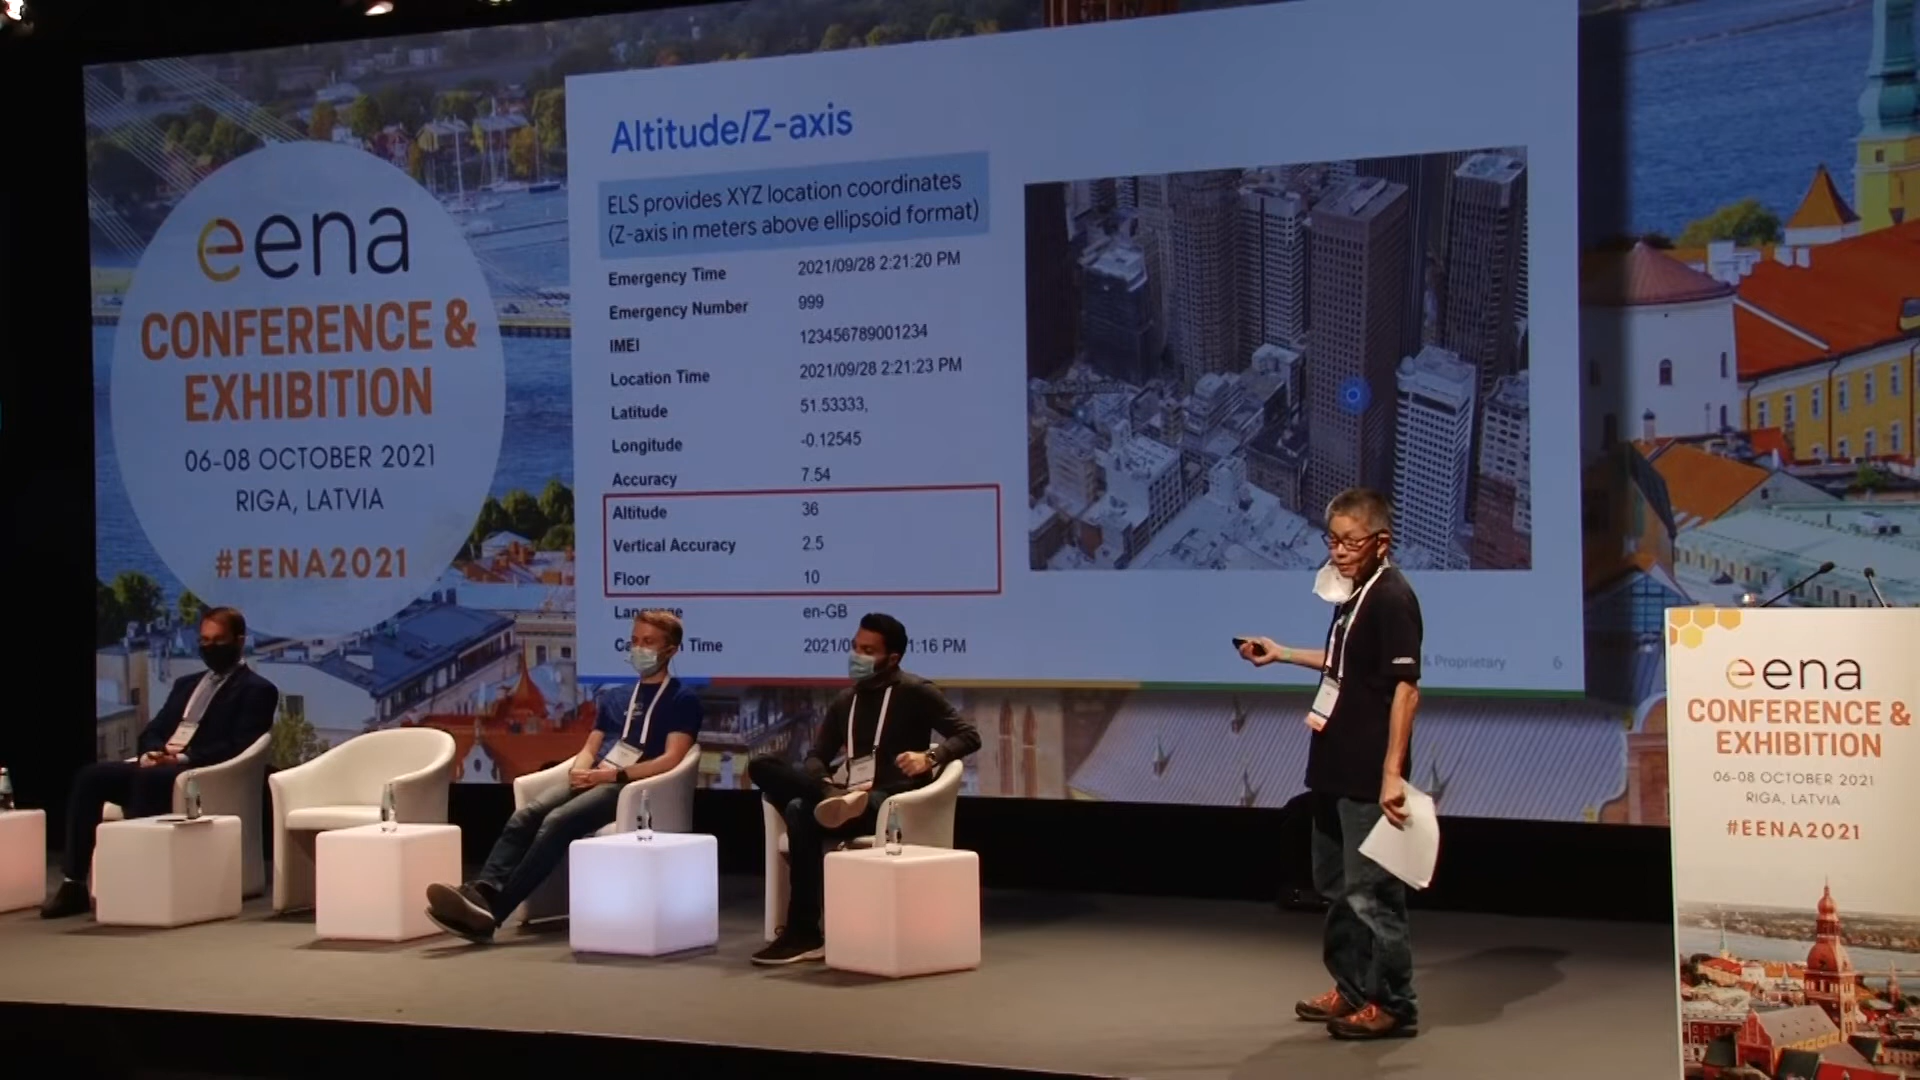 eena
CONFERENCE &
EXHIBITION
06-08 OCTOBER 2021
RIGA, LATVIA
#EENA2021
Altitude/Z-axis
ELS provides XYZ location coordinates
(Z-axis in meters above ellipsoid format)
Emergency Time 2021/09/28 2:21:20 PM
Emergency Number 999
IMEI 123456789001234
Location Time 2021/09/28 2:21:23 PM
Latitude 51.53333,
Longitude -0.12545
Accuracy 7.54
Altitude 36
Vertical Accuracy 2.5
Floor 10
en-GB
Time 1:16 PM
& Proprietary 6
eena
CONFERENCE &
EXHIBITION
06-08 OCTOBER 2021
RIGA, LATVIA
#EENA2021